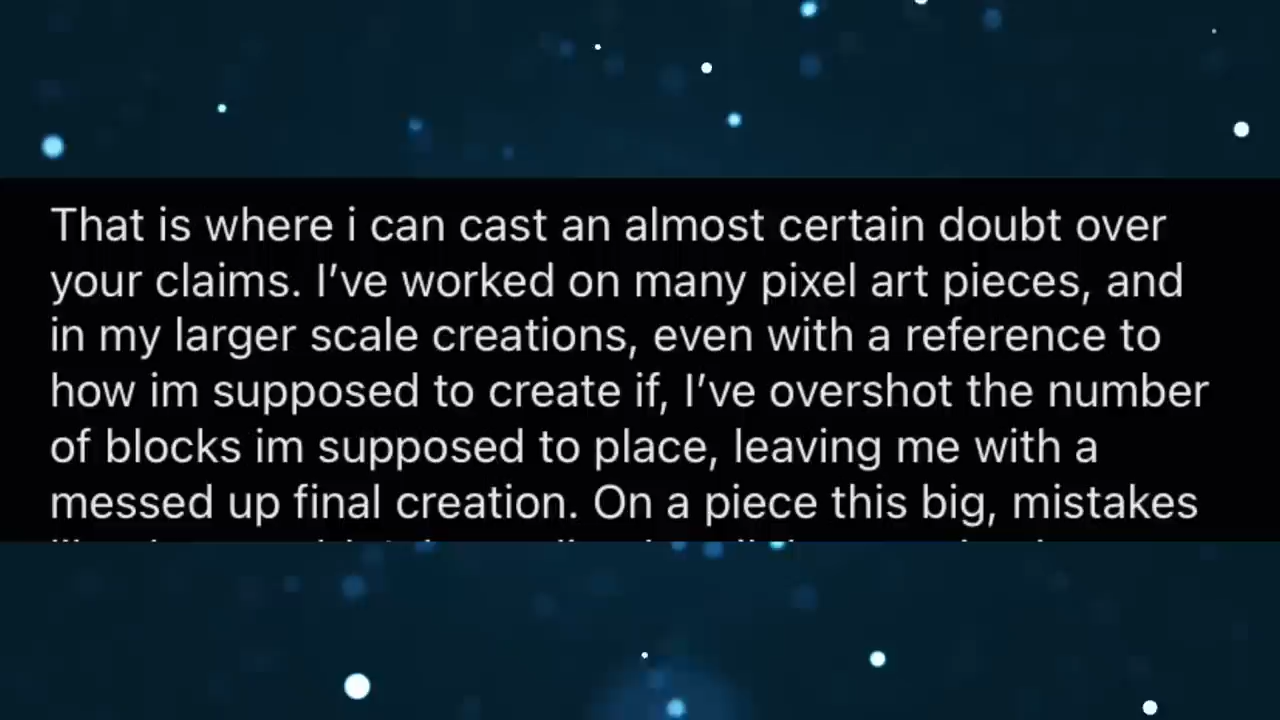 That is where i can cast an almost certain doubt over
your claims. I’ve worked on many pixel art pieces, and
in my larger scale creations, even with a reference to
how im supposed to create if, I’ve overshot the number
of blocks im supposed to place, leaving me with a
messed up final creation. On a piece this big, mistakes